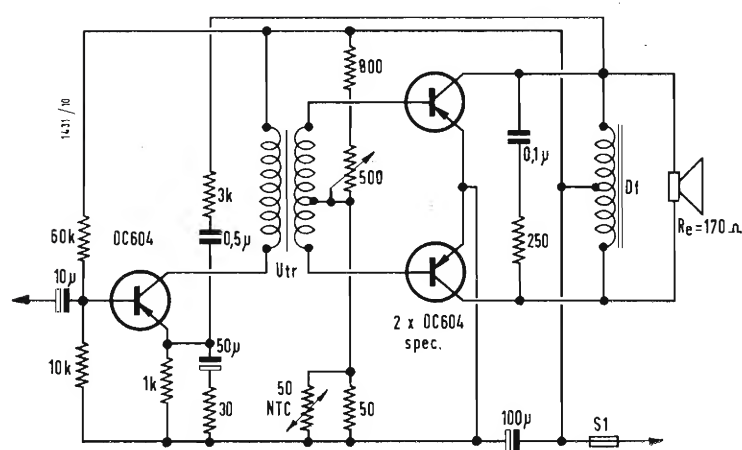 1431/10
800
500
3k
0,5µ
60k
OC604
10µ
10k
1k
50µ
30
Utr
50
NTC
50
2 x OC604
spec.
0,1µ
250
Df
Re=170Ω
100µ
S1